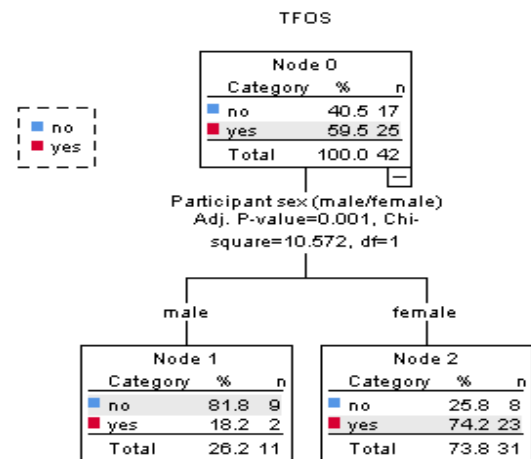 TFOS
Node 0
Category % n
no 40.5 17
yes 59.5 25
Total 100.0 42
no
yes
Participant sex (male/female)
Adj. P-value=0.001, Chi-
square=10.572, df=1
male
female
Node 1
Category % n
no 81.8 9
yes 18.2 2
Total 26.2 11
Node 2
Category % n
no 25.8 8
yes 74.2 23
Total 73.8 31